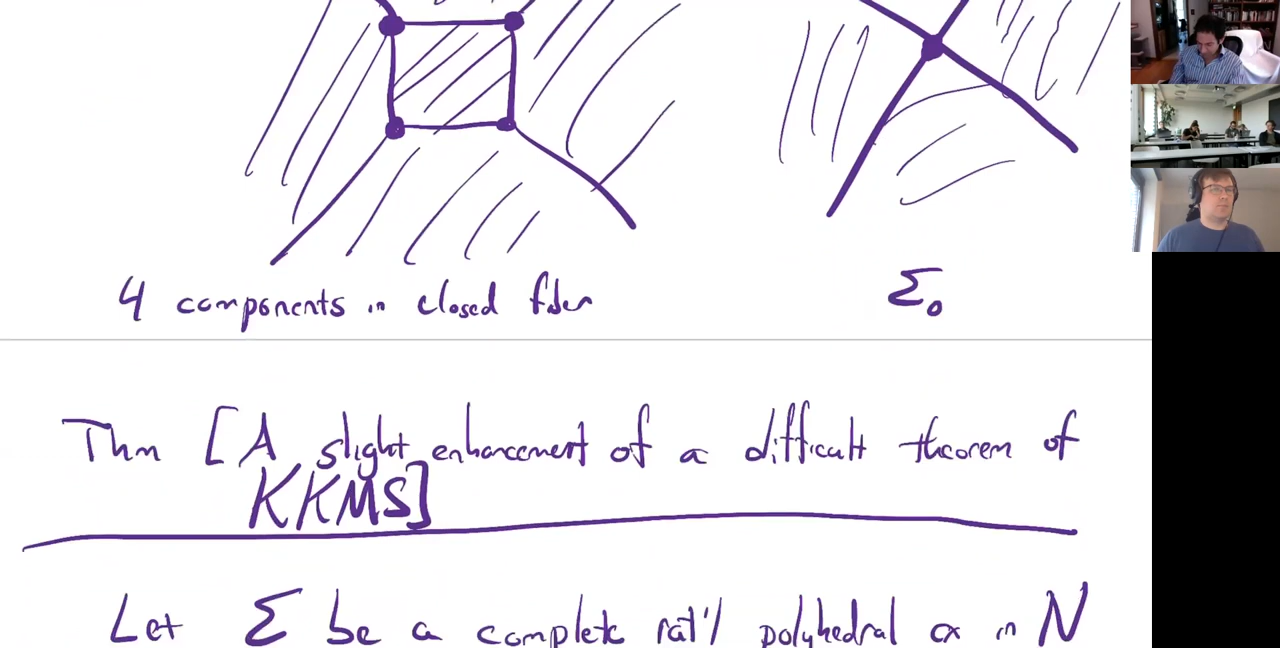 4 components in closed fiber
Σ₀
Thm [A slight enhancement of a difficult theorem of
KKMS]
Let Σ be a complete rat'l polyhedral cx in N